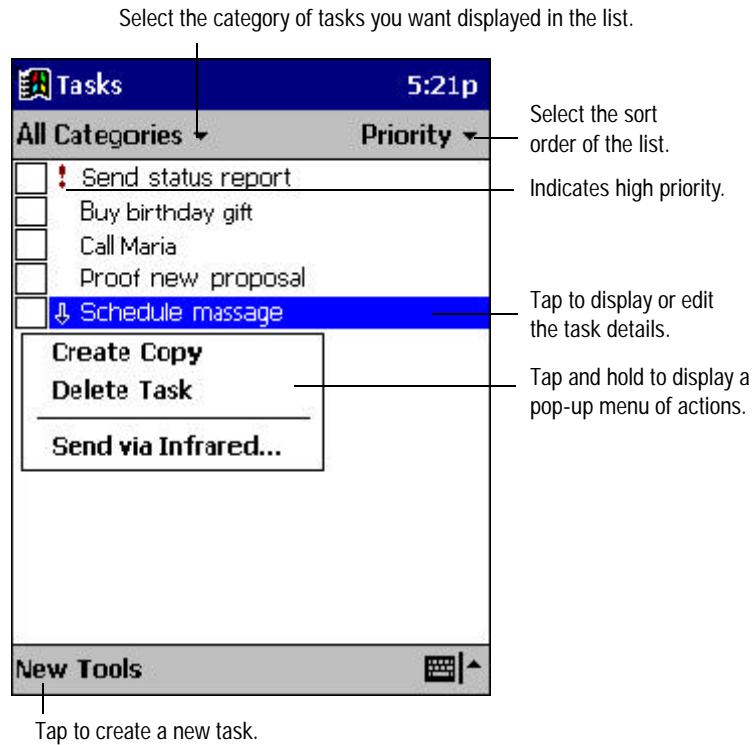 Select the category of tasks you want displayed in the list.
Tasks 5:21p
All Categories Priority
Select the sort
order of the list.
! Send status report
Indicates high priority.
Buy birthday gift
Call Maria
Proof new proposal
Schedule massage
Tap to display or edit
the task details.
Create Copy
Delete Task
Send via Infrared...
Tap and hold to display a
pop-up menu of actions.
New Tools
Tap to create a new task.